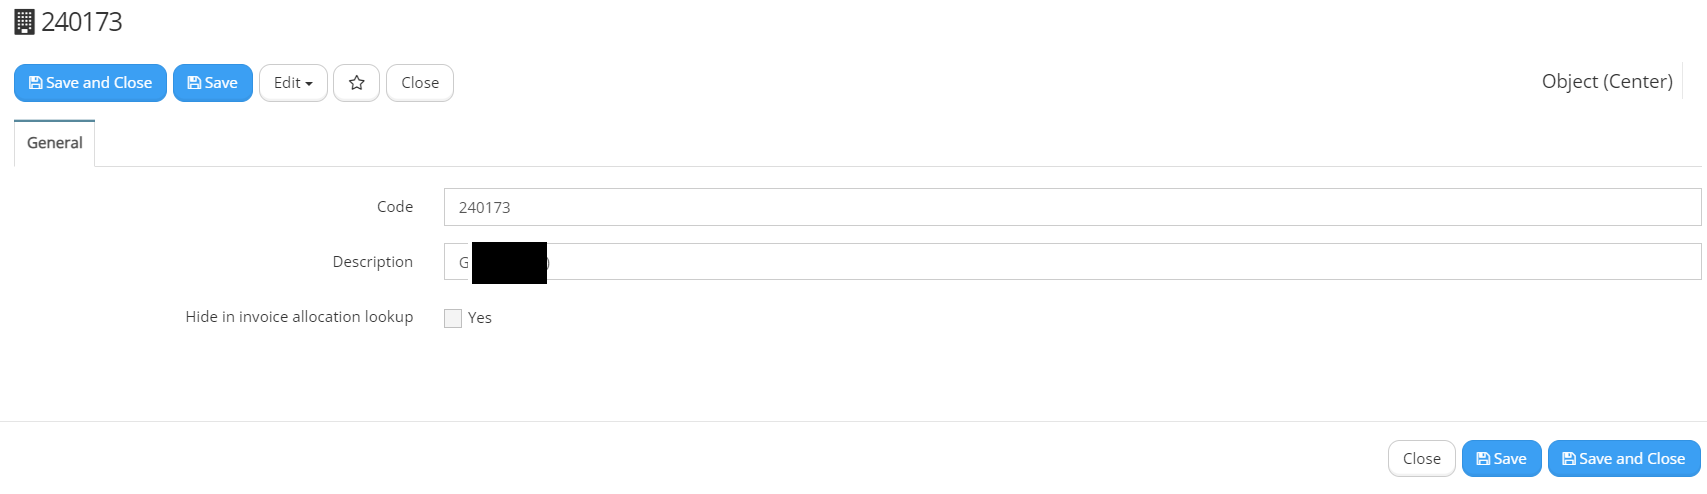 240173
Save and Close Save Edit Close
Object (Center)
General
Code 240173
Description G )
Hide in invoice allocation lookup Yes
Close Save Save and Close